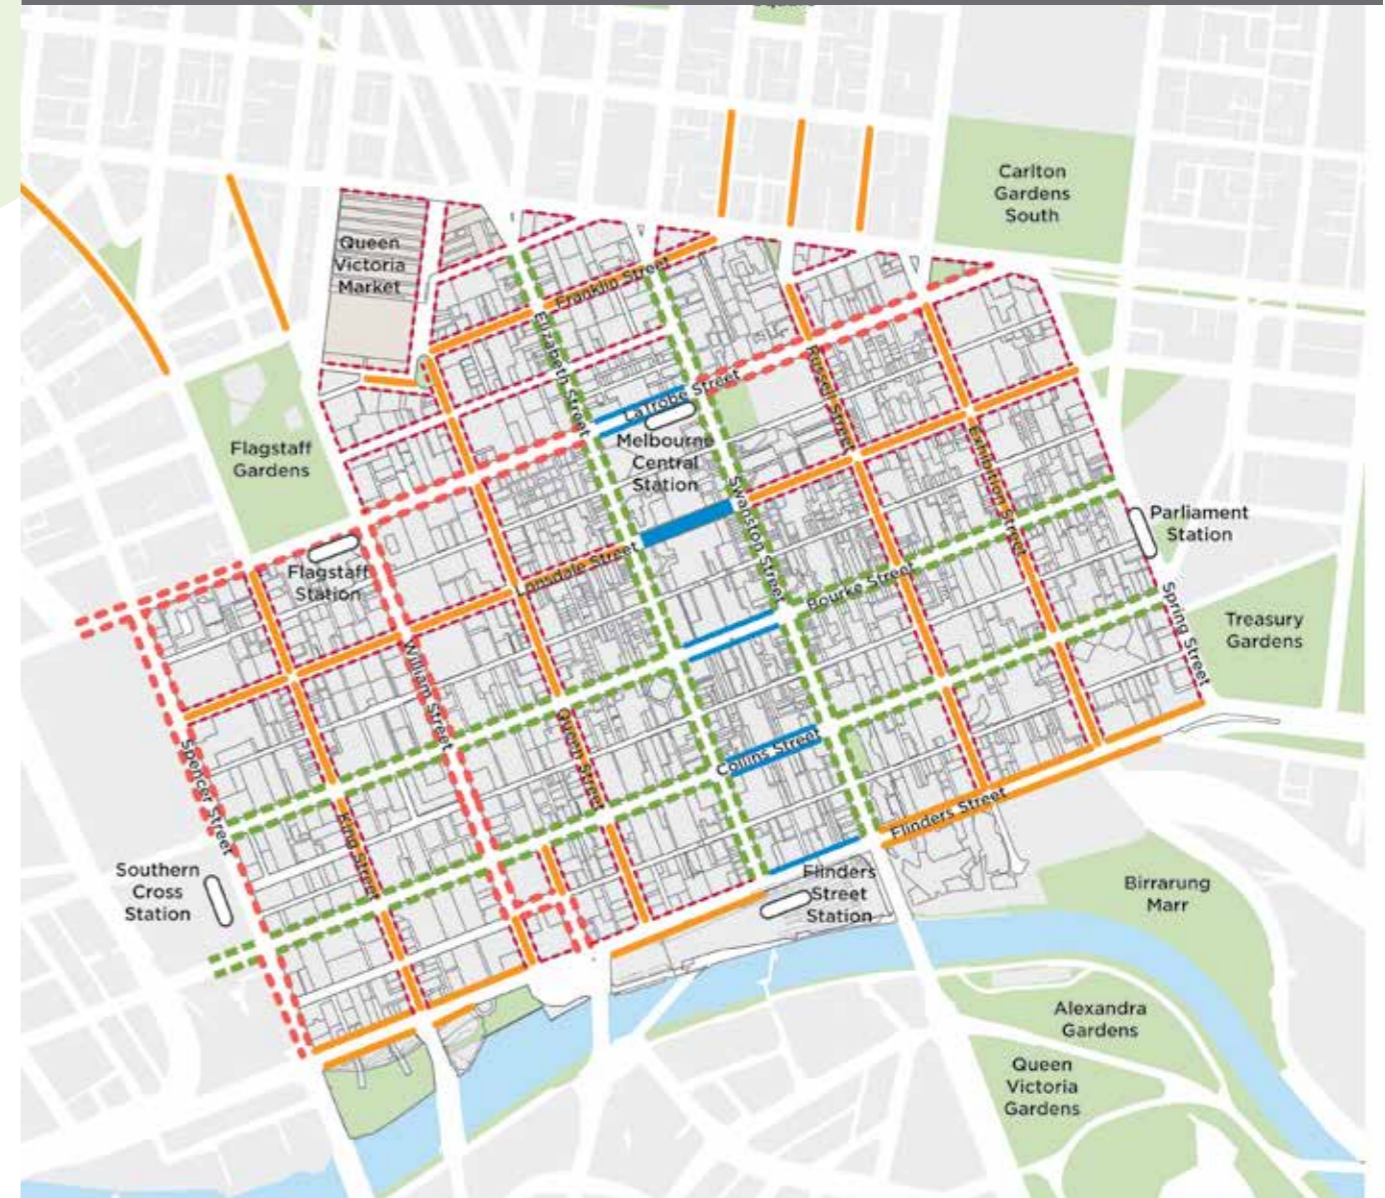 Carlton
Gardens
South
Queen
Victoria
Market
Franklin Street
Elizabeth Street
LaTrobe Street
Russell Street
Melbourne
Central
Station
Flagstaff
Gardens
Exhibition Street
Swanston Street
Parliament
Station
Lonsdale Street
Flagstaff
Station
Bourke Street
Spring Street
Treasury
Gardens
William Street
Queen Street
Spencer Street
Collins Street
King Street
Flinders Street
Southern
Cross
Station
Flinders
Street
Station
Birrarung
Marr
Alexandra
Gardens
Queen
Victoria
Gardens